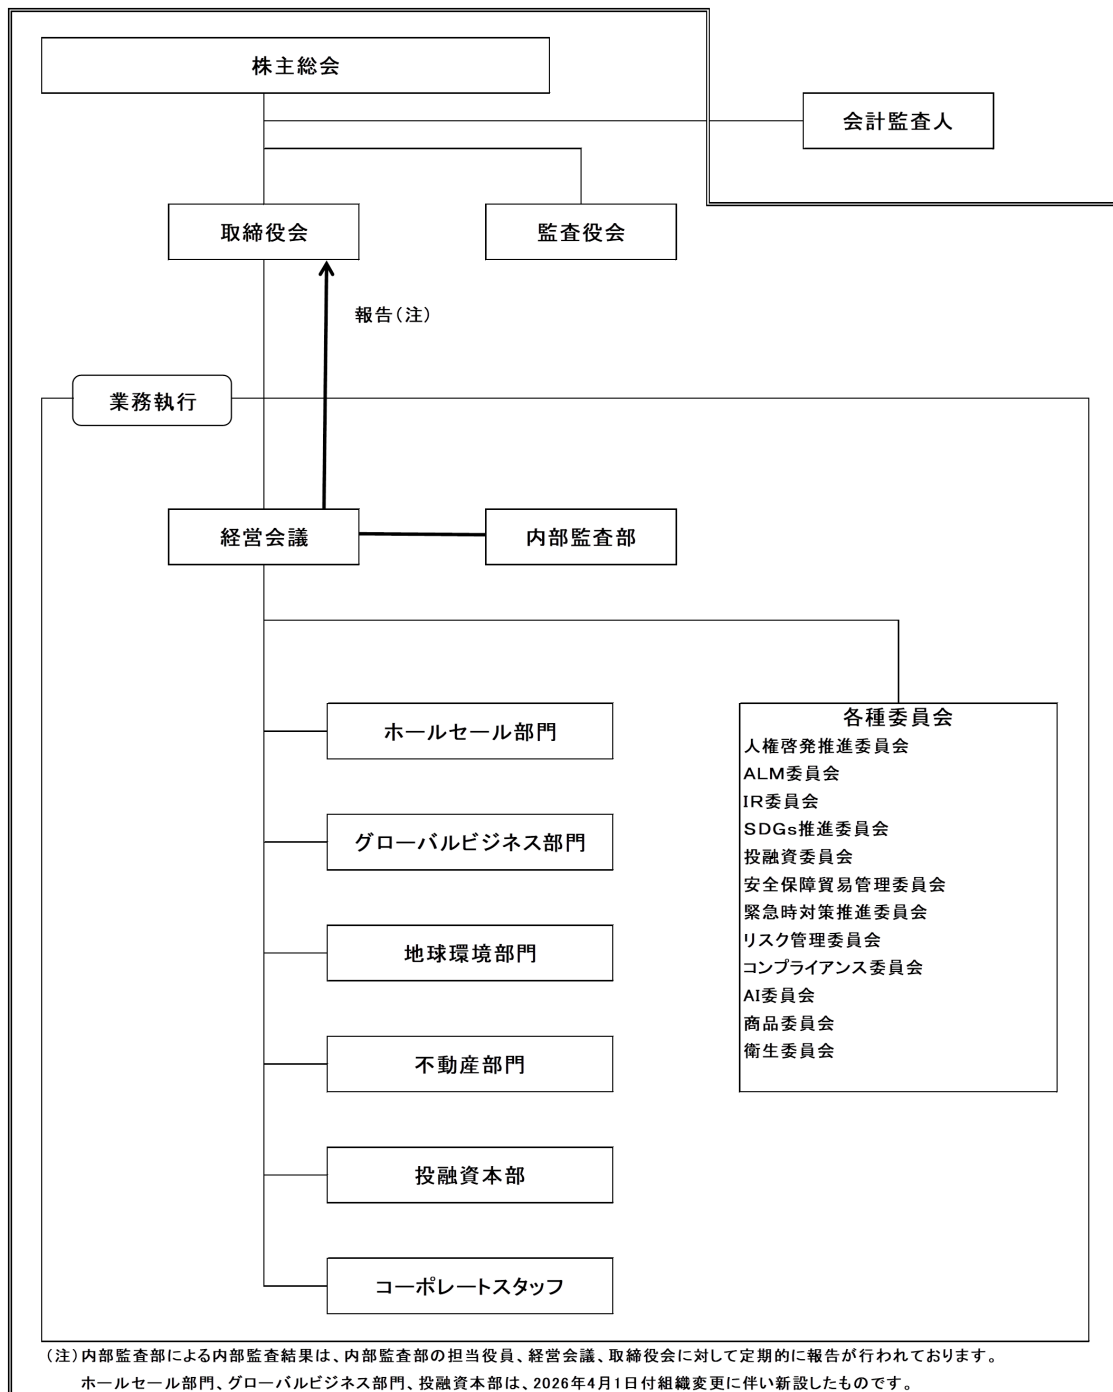 株主総会
会計監査人
取締役会
監査役会
報告(注)
業務執行
経営会議
内部監査部
ホールセール部門
グローバルビジネス部門
地球環境部門
不動産部門
投融資本部
コーポレートスタッフ
各種委員会
人権啓発推進委員会
ALM委員会
IR委員会
SDGs推進委員会
投融資委員会
安全保障貿易管理委員会
緊急時対策推進委員会
リスク管理委員会
コンプライアンス委員会
AI委員会
商品委員会
衛生委員会
(注)内部監査部による内部監査結果は、内部監査部の担当役員、経営会議、取締役会に対して定期的に報告が行われております。
ホールセール部門、グローバルビジネス部門、投融資本部は、2026年4月1日付組織変更に伴い新設したものです。